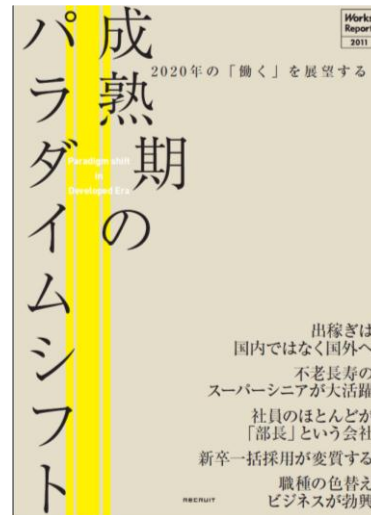 Works
Report
2011
2020年の「働く」を展望する
成熟期の
パラダイムシフト
Paradigm shift
in
Developed Era
出稼ぎは
国内ではなく国外へ
不老長寿の
スーパーシニアが大活躍
社員のほとんどが
「部長」という会社
新卒一括採用が変質する
職種の色替え
ビジネスが勃興
RECRUIT